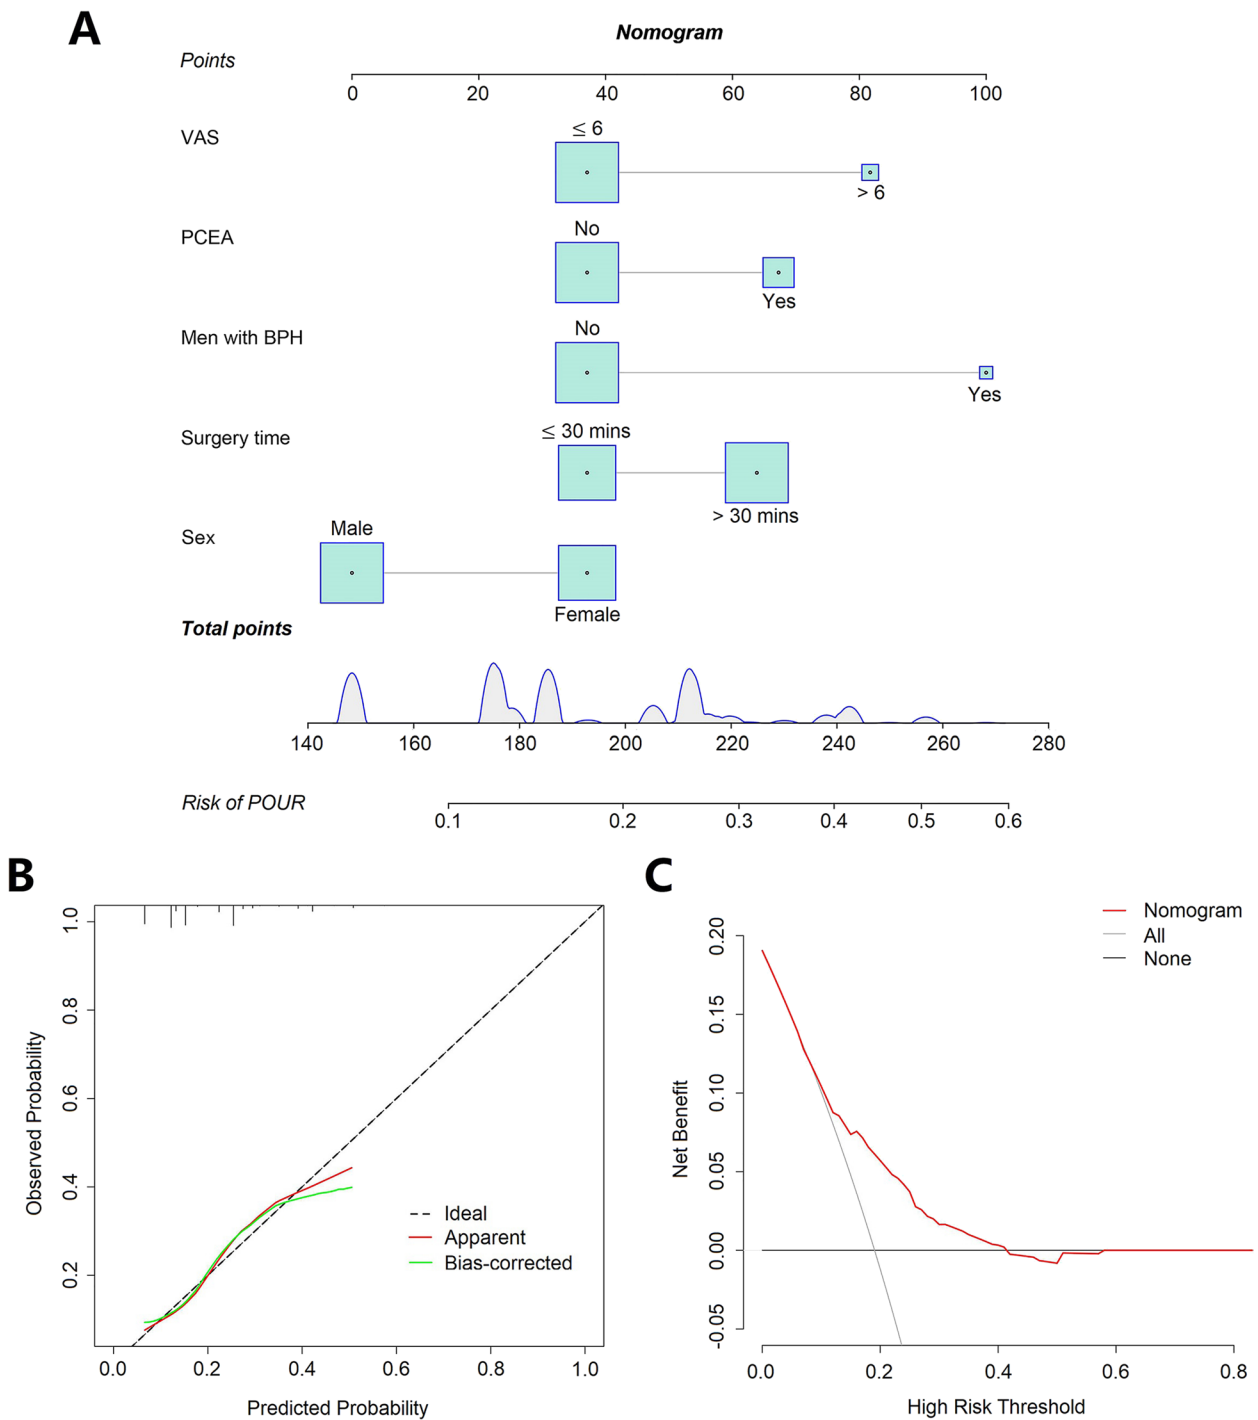 A
Nomogram
Points
0 20 40 60 80 100
≤ 6
VAS
> 6
No
PCEA
Yes
No
Men with BPH
Yes
≤ 30 mins
Surgery time
> 30 mins
Male
Sex
Female
Total points
140 160 180 200 220 240 260 280
Risk of POUR
0.1 0.2 0.3 0.4 0.5 0.6
B
Observed Probability
1.0
0.8
0.6
0.4
0.2
Ideal
Apparent
Bias-corrected
0.0 0.2 0.4 0.6 0.8 1.0
Predicted Probability
C
Nomogram
All
None
Net Benefit
0.20
0.15
0.10
0.05
0.00
-0.05
0.0 0.2 0.4 0.6 0.8
High Risk Threshold